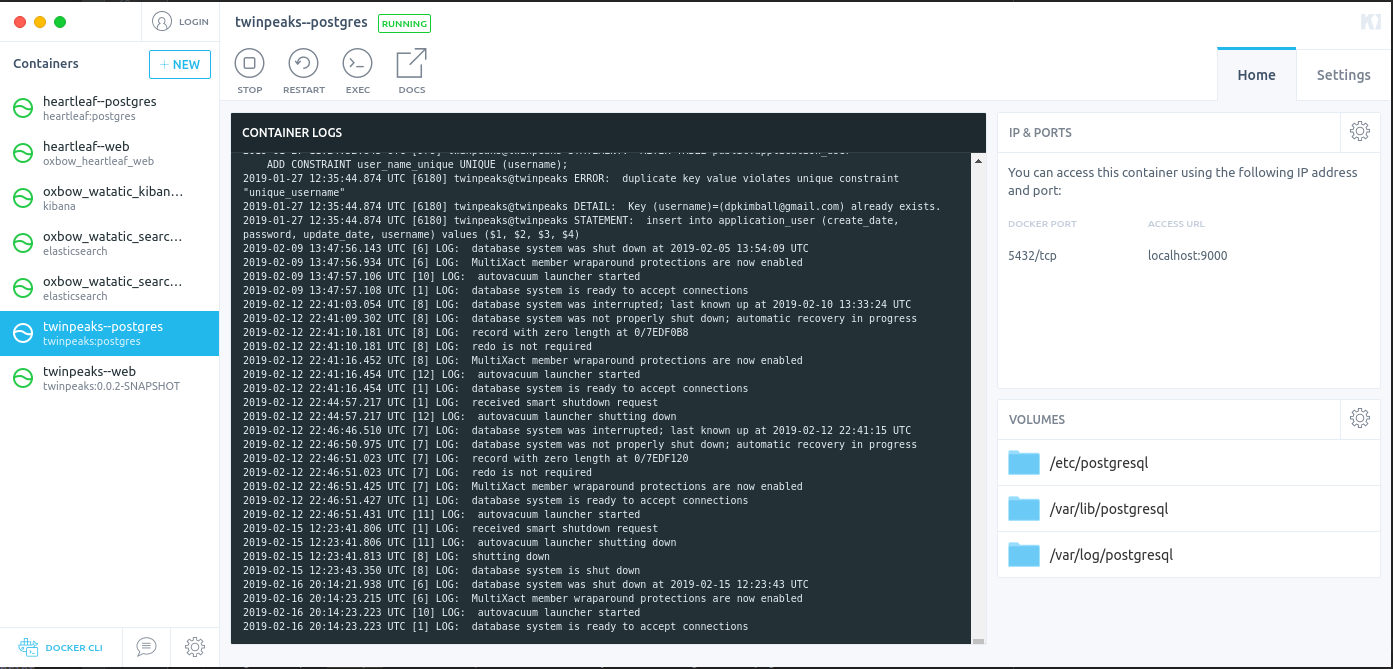 LOGIN
Containers
+ NEW
heartleaf--postgres
heartleaf:postgres
heartleaf--web
oxbow_heartleaf_web
oxbow_watatic_kiban...
kibana
oxbow_watatic_searc...
elasticsearch
oxbow_watatic_searc...
elasticsearch
twinpeaks--postgres
twinpeaks:postgres
twinpeaks--web
twinpeaks:0.0.2-SNAPSHOT
DOCKER CLI
twinpeaks--postgres RUNNING
STOP RESTART EXEC DOCS
Home Settings
CONTAINER LOGS
ADD CONSTRAINT user_name_unique UNIQUE (username);
2019-01-27 12:35:44.874 UTC [6180] twinpeaks@twinpeaks ERROR:  duplicate key value violates unique constraint
"unique_username"
2019-01-27 12:35:44.874 UTC [6180] twinpeaks@twinpeaks DETAIL:  Key (username)=(dpkimball@gmail.com) already exists.
2019-01-27 12:35:44.874 UTC [6180] twinpeaks@twinpeaks STATEMENT:  insert into application_user (create_date,
password, update_date, username) values ($1, $2, $3, $4)
2019-02-09 13:47:56.143 UTC [6] LOG:  database system was shut down at 2019-02-05 13:54:09 UTC
2019-02-09 13:47:56.934 UTC [6] LOG:  MultiXact member wraparound protections are now enabled
2019-02-09 13:47:57.106 UTC [10] LOG:  autovacuum launcher started
2019-02-09 13:47:57.108 UTC [1] LOG:  database system is ready to accept connections
2019-02-12 22:41:03.054 UTC [8] LOG:  database system was interrupted; last known up at 2019-02-10 13:33:24 UTC
2019-02-12 22:41:09.302 UTC [8] LOG:  database system was not properly shut down; automatic recovery in progress
2019-02-12 22:41:10.181 UTC [8] LOG:  record with zero length at 0/7EDF0B8
2019-02-12 22:41:10.181 UTC [8] LOG:  redo is not required
2019-02-12 22:41:16.452 UTC [8] LOG:  MultiXact member wraparound protections are now enabled
2019-02-12 22:41:16.454 UTC [12] LOG:  autovacuum launcher started
2019-02-12 22:41:16.454 UTC [1] LOG:  database system is ready to accept connections
2019-02-12 22:44:57.217 UTC [1] LOG:  received smart shutdown request
2019-02-12 22:44:57.217 UTC [12] LOG:  autovacuum launcher shutting down
2019-02-12 22:46:46.510 UTC [7] LOG:  database system was interrupted; last known up at 2019-02-12 22:41:15 UTC
2019-02-12 22:46:50.975 UTC [7] LOG:  database system was not properly shut down; automatic recovery in progress
2019-02-12 22:46:51.023 UTC [7] LOG:  record with zero length at 0/7EDF120
2019-02-12 22:46:51.023 UTC [7] LOG:  redo is not required
2019-02-12 22:46:51.425 UTC [7] LOG:  MultiXact member wraparound protections are now enabled
2019-02-12 22:46:51.427 UTC [1] LOG:  database system is ready to accept connections
2019-02-12 22:46:51.431 UTC [11] LOG:  autovacuum launcher started
2019-02-15 12:23:41.806 UTC [1] LOG:  received smart shutdown request
2019-02-15 12:23:41.806 UTC [11] LOG:  autovacuum launcher shutting down
2019-02-15 12:23:41.813 UTC [8] LOG:  shutting down
2019-02-15 12:23:43.350 UTC [8] LOG:  database system is shut down
2019-02-16 20:14:21.938 UTC [6] LOG:  database system was shut down at 2019-02-15 12:23:43 UTC
2019-02-16 20:14:23.215 UTC [6] LOG:  MultiXact member wraparound protections are now enabled
2019-02-16 20:14:23.223 UTC [10] LOG:  autovacuum launcher started
2019-02-16 20:14:23.223 UTC [1] LOG:  database system is ready to accept connections
IP & PORTS
You can access this container using the following IP address
and port:
DOCKER PORT ACCESS URL
5432/tcp localhost:9000
VOLUMES
/etc/postgresql
/var/lib/postgresql
/var/log/postgresql